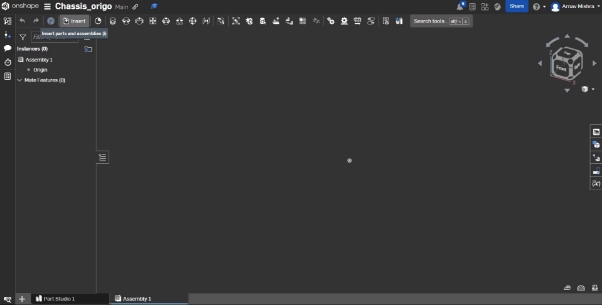 onshape Chassis_origo Main Share Arnav Mishra
Insert Search tools...
Insert parts and assemblies (i)
Instances (0)
Assembly 1
Origin
Mate Features (0)
Front
Part Studio 1 Assembly 1